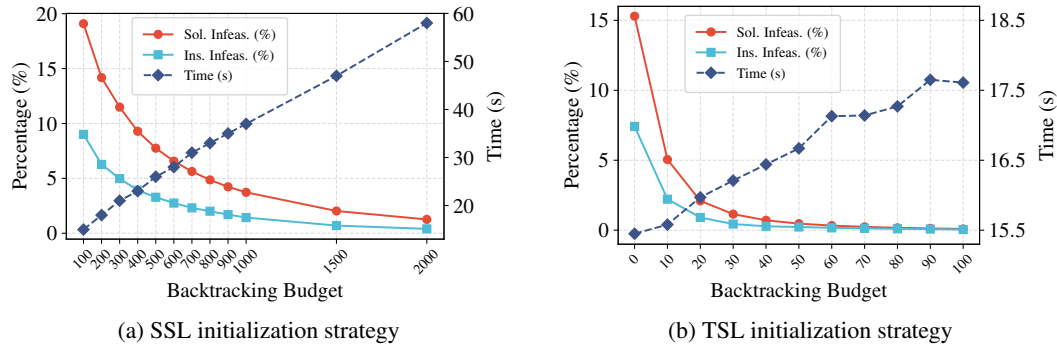 20
15
10
5
0
Percentage (%)
Sol. Infeas. (%)
Ins. Infeas. (%)
Time (s)
60
50
40
30
20
Time (s)
100
200
300
400
500
600
700
800
900
1000
1500
2000
Backtracking Budget
(a) SSL initialization strategy
15
10
5
0
Percentage (%)
Sol. Infeas. (%)
Ins. Infeas. (%)
Time (s)
18.5
17.5
16.5
15.5
Time (s)
0
10
20
30
40
50
60
70
80
90
100
Backtracking Budget
(b) TSL initialization strategy